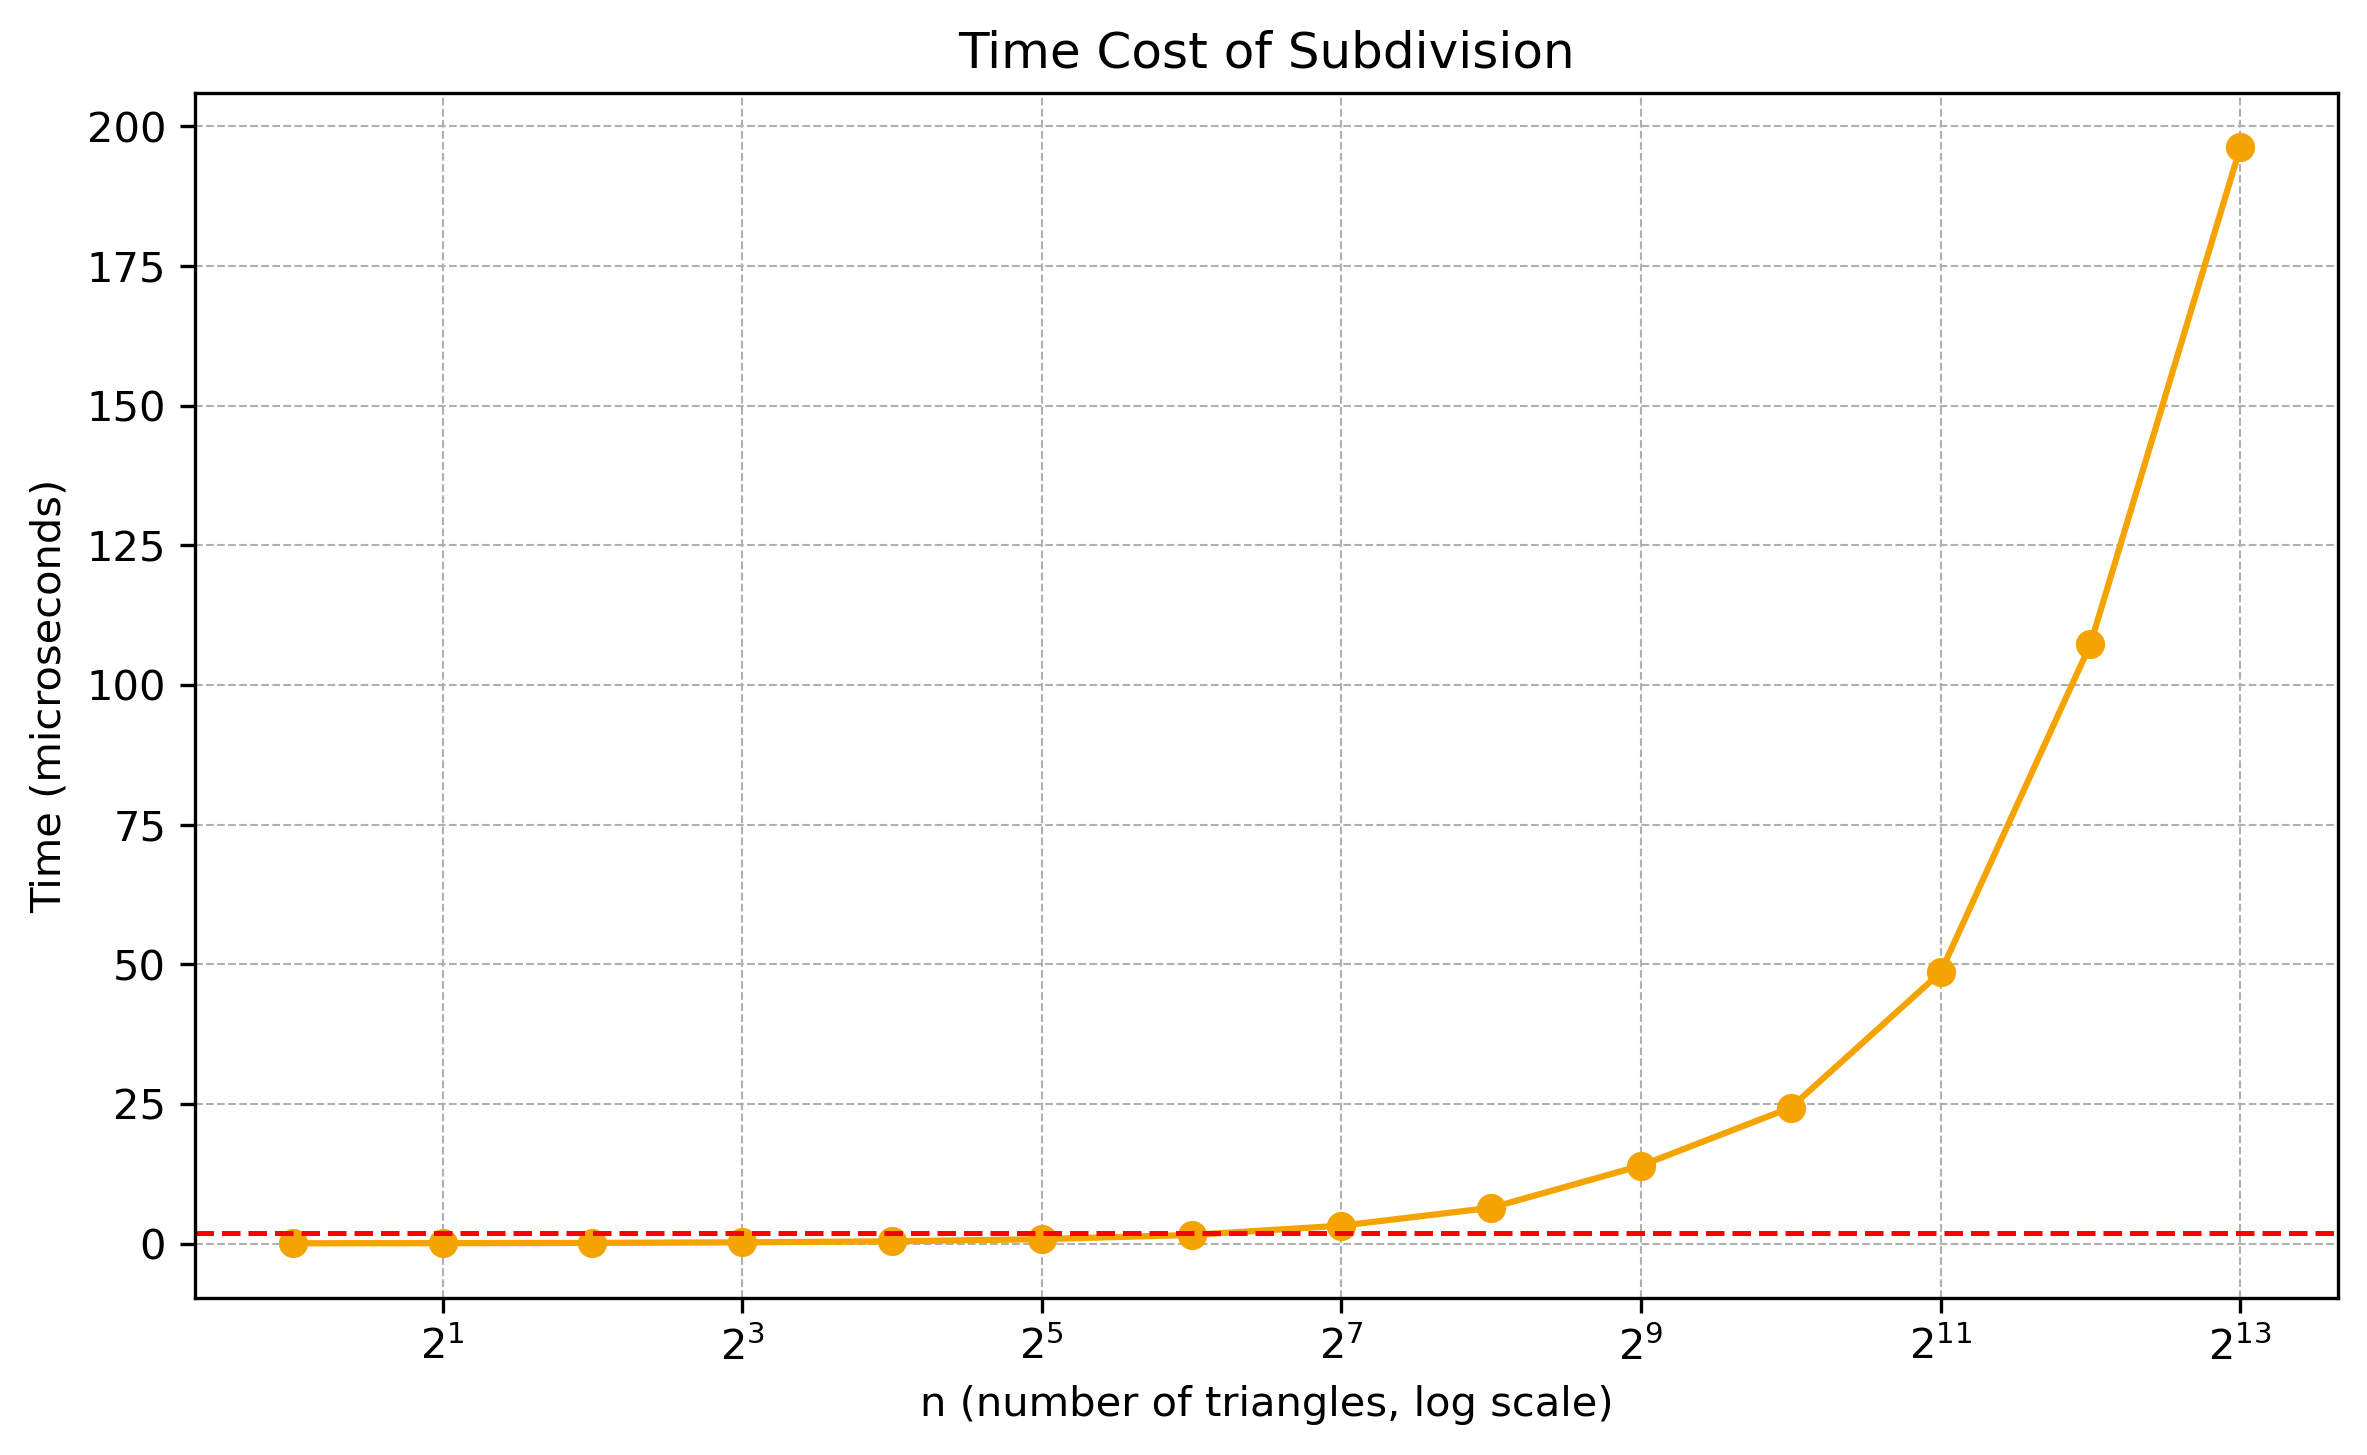 Time Cost of Subdivision
Time (microseconds)
200
175
150
125
100
75
50
25
0
2¹ 2³ 2⁵ 2⁷ 2⁹ 2¹¹ 2¹³
n (number of triangles, log scale)